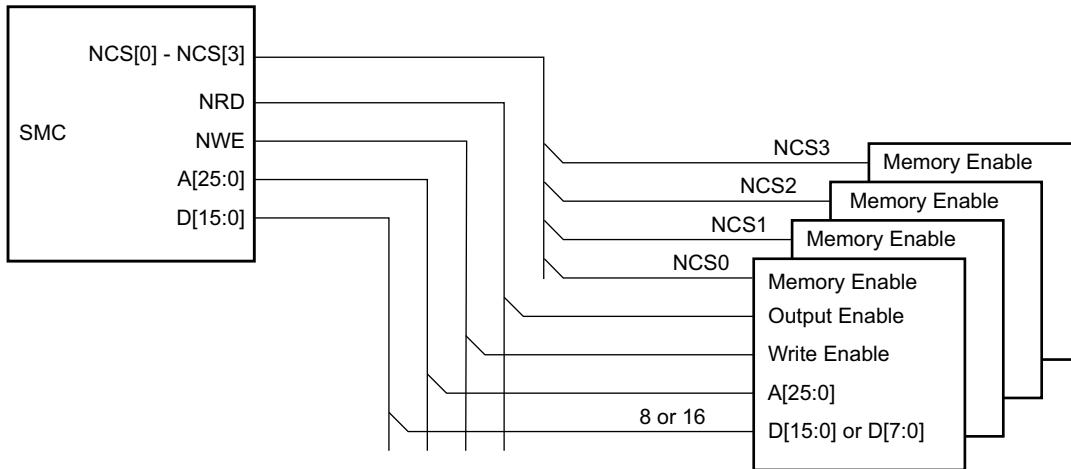 NCS[0] - NCS[3]
NRD
SMC
NWE
A[25:0]
D[15:0]
NCS3
Memory Enable
NCS2
Memory Enable
NCS1
Memory Enable
NCS0
Memory Enable
Output Enable
Write Enable
A[25:0]
8 or 16
D[15:0] or D[7:0]